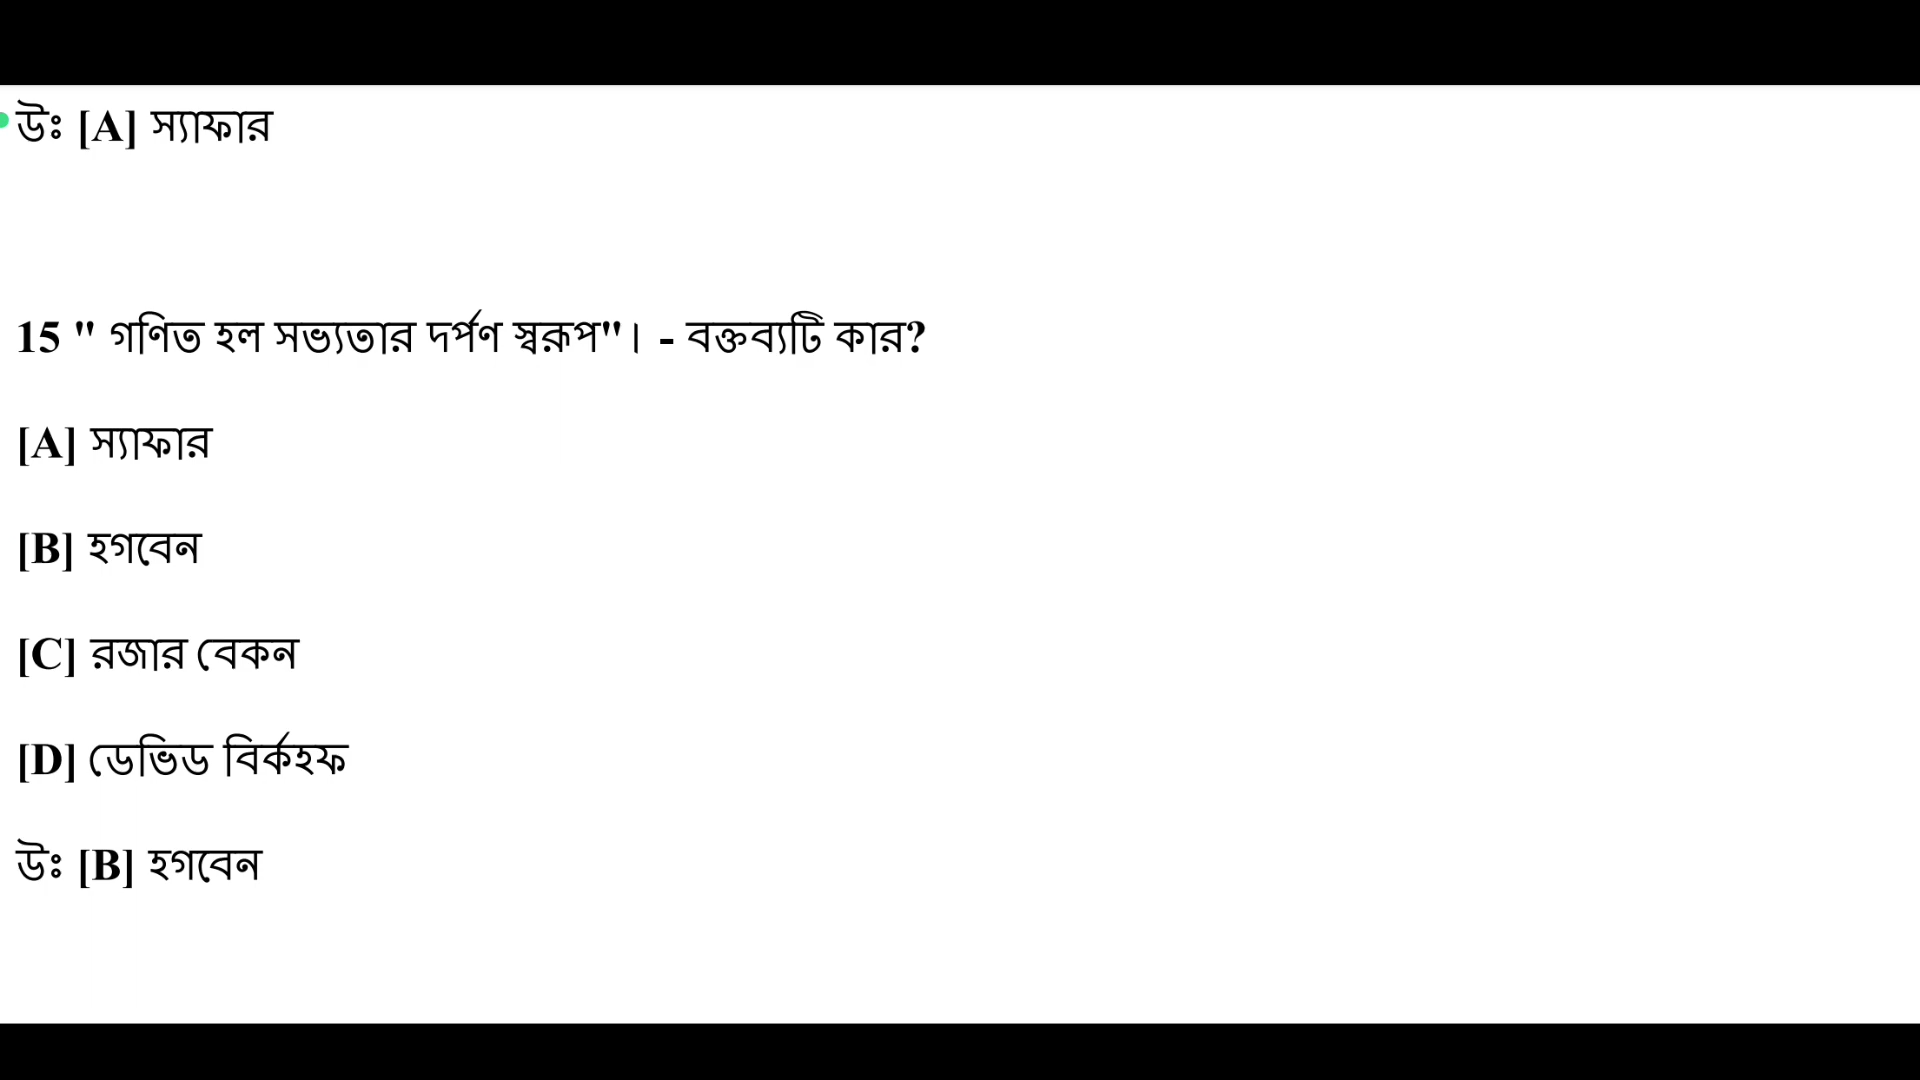 উঃ [A] স্যাফার
15 " গণিত হল সভ্যতার দর্পণ স্বরূপ"। - বক্তব্যটি কার?
[A] স্যাফার
[B] হগবেন
[C] রজার বেকন
[D] ডেভিড বির্কহফ
উঃ [B] হগবেন